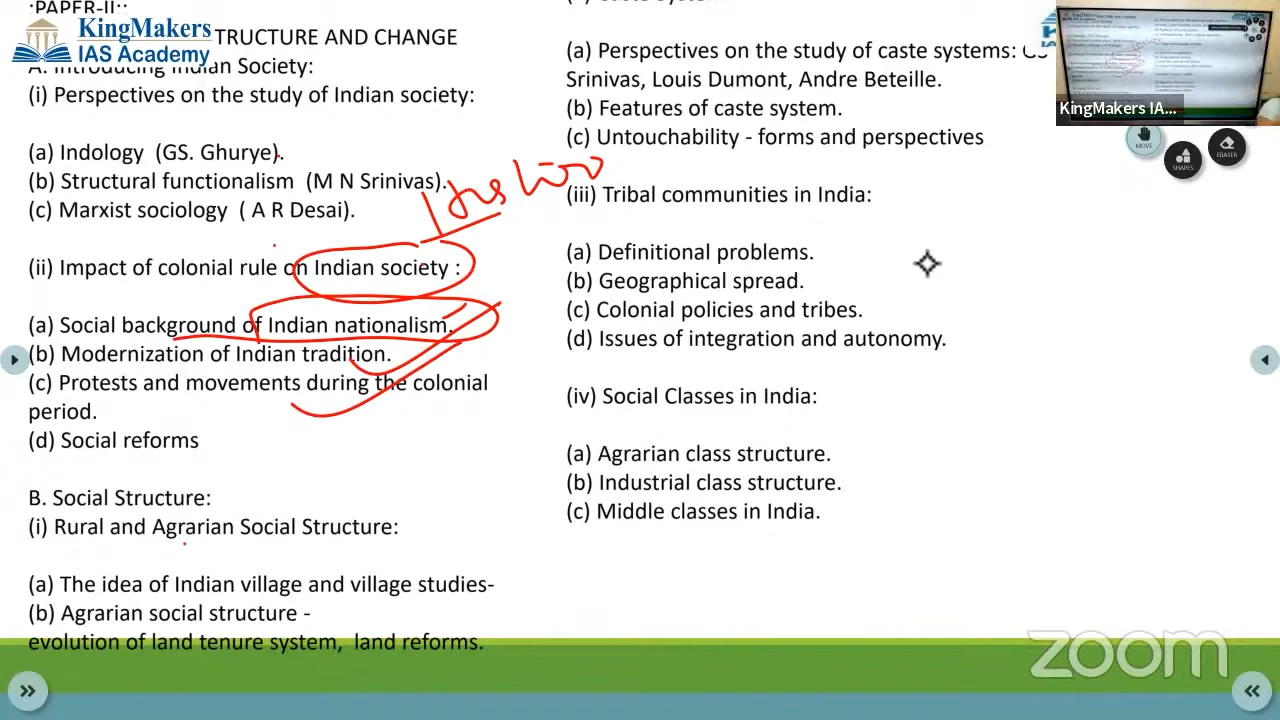 :PAPER-II::
KingMakers
IAS Academy
TRUCTURE AND CHANGE
A. Introducing Indian Society:
(i) Perspectives on the study of Indian society:
(a) Indology (GS. Ghurye).
(b) Structural functionalism (M N Srinivas).
(c) Marxist sociology ( A R Desai).
(ii) Impact of colonial rule on Indian society :
(a) Social background of Indian nationalism.
(b) Modernization of Indian tradition.
(c) Protests and movements during the colonial
period.
(d) Social reforms
B. Social Structure:
(i) Rural and Agrarian Social Structure:
(a) The idea of Indian village and village studies-
(b) Agrarian social structure -
evolution of land tenure system, land reforms.
(a) Perspectives on the study of caste systems: GS
Srinivas, Louis Dumont, Andre Beteille.
(b) Features of caste system.
(c) Untouchability - forms and perspectives
(iii) Tribal communities in India:
(a) Definitional problems.
(b) Geographical spread.
(c) Colonial policies and tribes.
(d) Issues of integration and autonomy.
(iv) Social Classes in India:
(a) Agrarian class structure.
(b) Industrial class structure.
(c) Middle classes in India.
KingMakers IA...
MOVE
SHAPES
ERASER
zoom